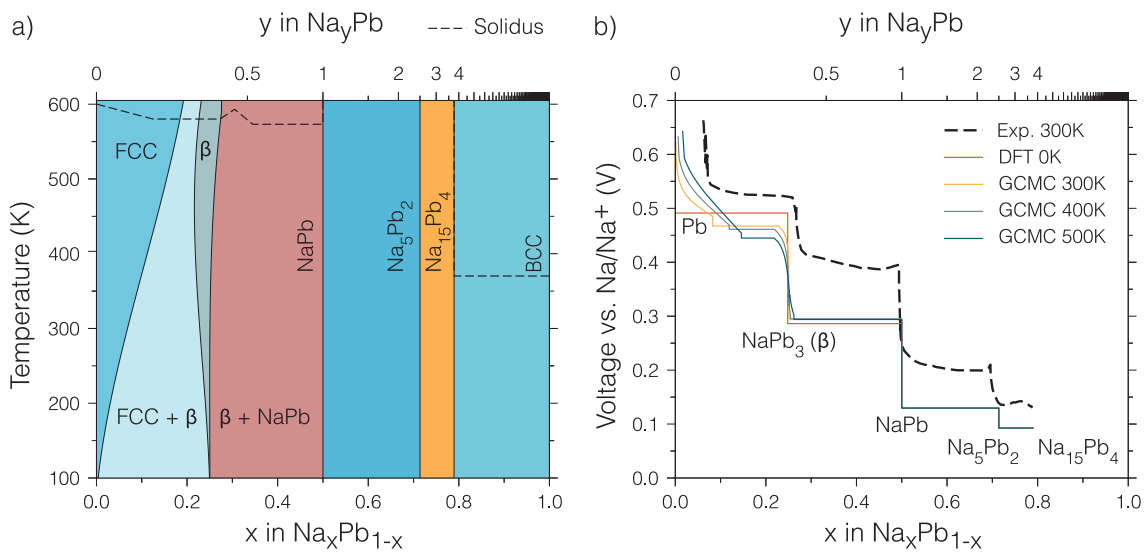 a)
y in NayPb
Solidus
0
0.5
1
2
3
4
600
500
400
300
200
100
Temperature (K)
FCC
β
FCC + β
β + NaPb
NaPb
Na5Pb2
Na15Pb4
BCC
0.0
0.2
0.4
0.6
0.8
1.0
x in NaxPb1-x
b)
y in NayPb
0
0.5
1
2
3
4
0.7
0.6
0.5
0.4
0.3
0.2
0.1
0.0
Voltage vs. Na/Na+ (V)
Exp. 300K
DFT 0K
GCMC 300K
GCMC 400K
GCMC 500K
Pb
NaPb3 (β)
NaPb
Na5Pb2
Na15Pb4
0.0
0.2
0.4
0.6
0.8
1.0
x in NaxPb1-x